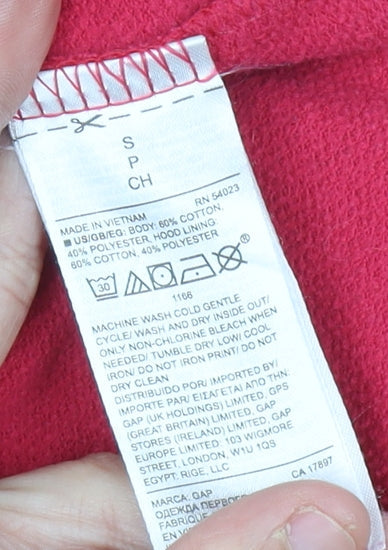 S
P
CH
MADE IN VIETNAM RN 54023
■ US/GB/EG: BODY: 60% COTTON,
40% POLYESTER, HOOD LINING:
60% COTTON, 40% POLYESTER
30 ®
1166
MACHINE WASH COLD GENTLE
CYCLE/ WASH AND DRY INSIDE OUT/
ONLY NON-CHLORINE BLEACH WHEN
NEEDED/ TUMBLE DRY LOW/ COOL
IRON/ DO NOT IRON PRINT/ DO NOT
DRY CLEAN
DISTRIBUIDO POR/ IMPORTED BY/
IMPORTE PAR/ ΕΙΣΑΓΕΤΑΙ ΑΠΟ ΤΗΝ:
GAP (UK HOLDINGS) LIMITED, GPS
(GREAT BRITAIN) LIMITED, GAP
STORES (IRELAND) LIMITED, GAP
EUROPE LIMITED: 103 WIGMORE
STREET, LONDON, W1U 1QS
EGYPT: RIGE, LLC
CA 17897
MARCA: GAP
ОДЕЖДА
FABRIQUE
EN V